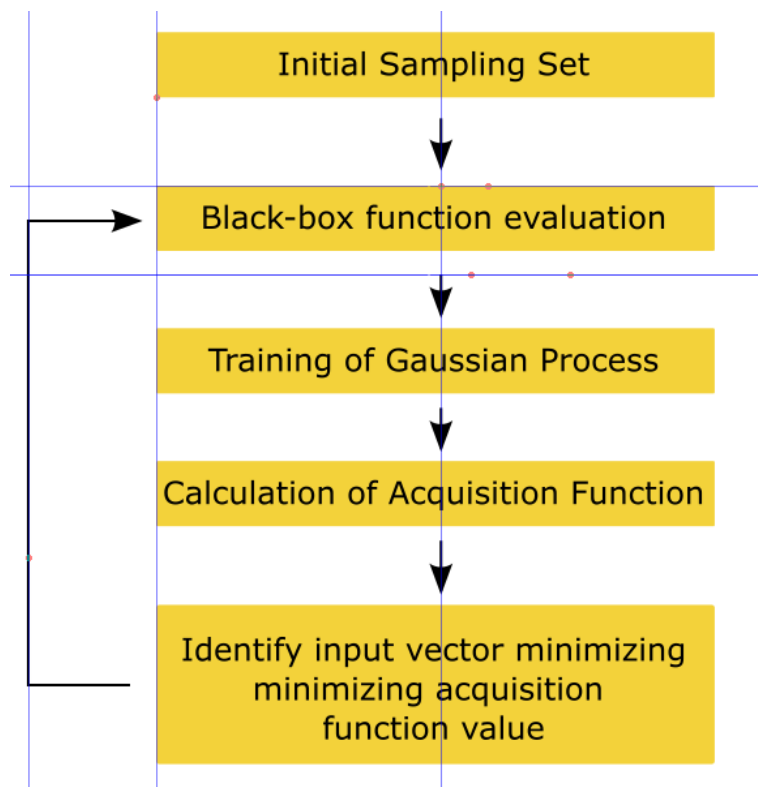 Initial Sampling Set
Black-box function evaluation
Training of Gaussian Process
Calculation of Acquisition Function
Identify input vector minimizing
minimizing acquisition
function value